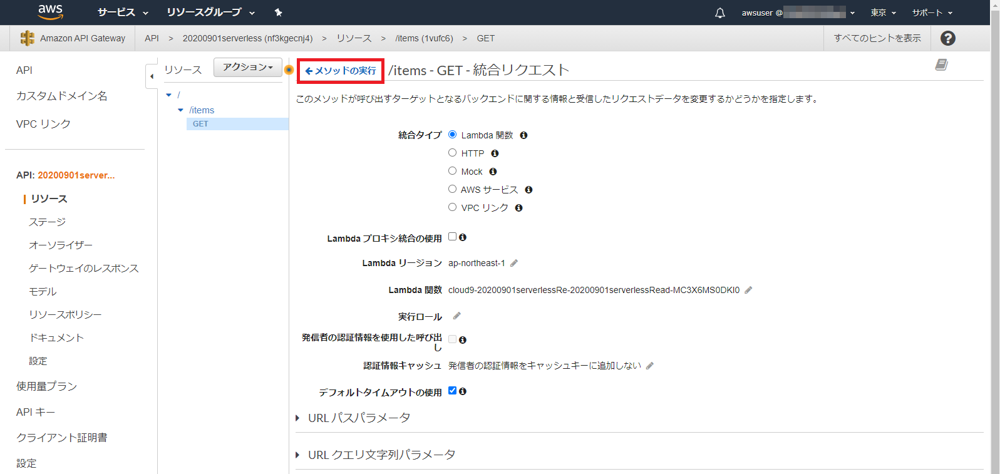 aws サービス リソースグループ awsuser @ 東京 サポート
Amazon API Gateway API > 20200901serverless (nf3kgecnj4) > リソース > /items (1vufc6) > GET すべてのヒントを表示 ?
API
カスタムドメイン名
VPC リンク
API: 20200901server...
リソース
ステージ
オーソライザー
ゲートウェイのレスポンス
モデル
リソースポリシー
ドキュメント
設定
使用量プラン
API キー
クライアント証明書
設定
リソース アクション
/
/items
GET
メソッドの実行 /items - GET - 統合リクエスト
このメソッドが呼び出すターゲットとなるバックエンドに関する情報と受信したリクエストデータを変更するかどうかを指定します。
統合タイプ Lambda 関数
HTTP
Mock
AWS サービス
VPC リンク
Lambda プロキシ統合の使用
Lambda リージョン ap-northeast-1
Lambda 関数 cloud9-20200901serverlessRe-20200901serverlessRead-MC3X6MS0DKI0
実行ロール
発信者の認証情報を使用した呼び出
し
認証情報キャッシュ 発信者の認証情報をキャッシュキーに追加しない
デフォルトタイムアウトの使用
URL パスパラメータ
URL クエリ文字列パラメータ